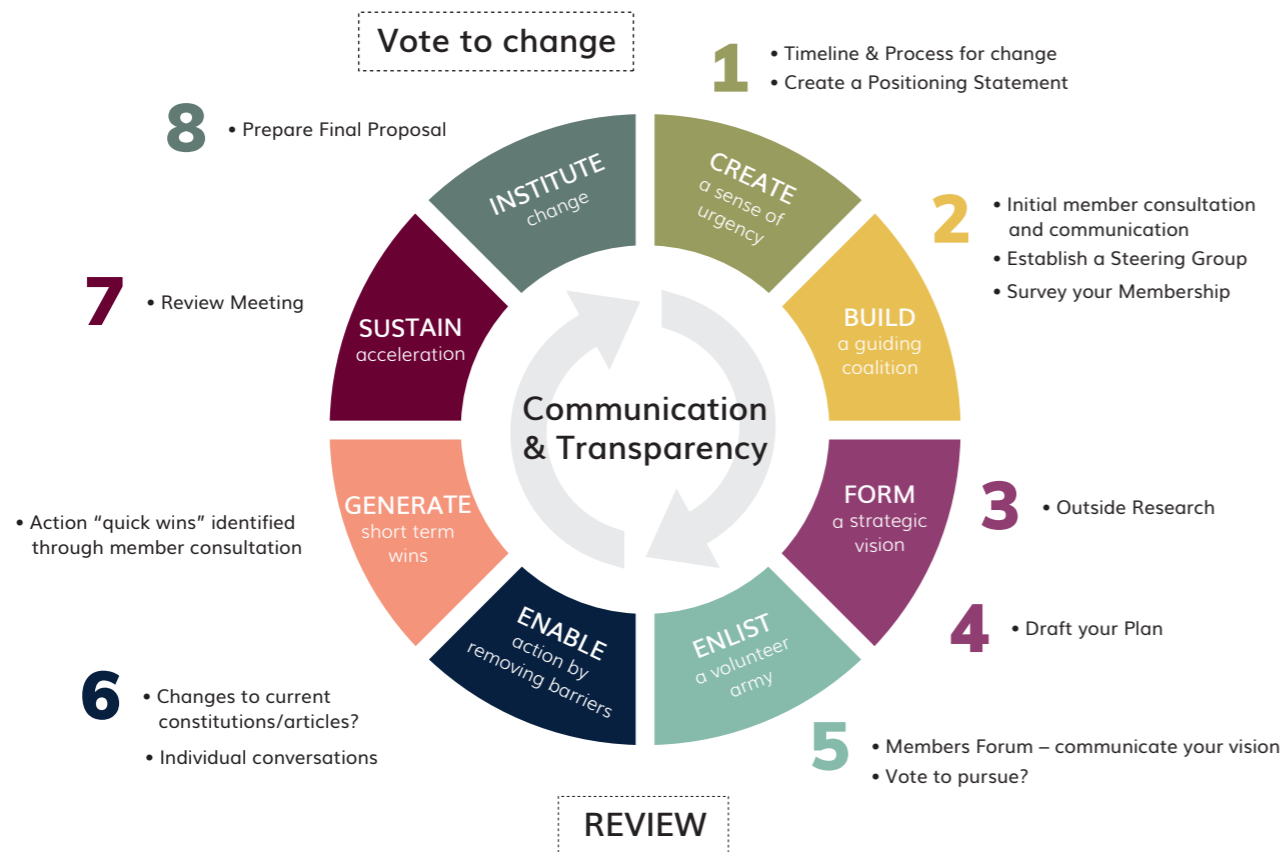 Vote to change
1
• Timeline & Process for change
• Create a Positioning Statement
CREATE
a sense of
urgency
2
• Initial member consultation
and communication
• Establish a Steering Group
• Survey your Membership
BUILD
a guiding
coalition
3
• Outside Research
FORM
a strategic
vision
4
• Draft your Plan
ENLIST
a volunteer
army
5
• Members Forum – communicate your vision
• Vote to pursue?
REVIEW
ENABLE
action by
removing barriers
6
• Changes to current
constitutions/articles?
• Individual conversations
GENERATE
short term
wins
• Action “quick wins” identified
through member consultation
SUSTAIN
acceleration
7
• Review Meeting
INSTITUTE
change
8
• Prepare Final Proposal
Communication
& Transparency